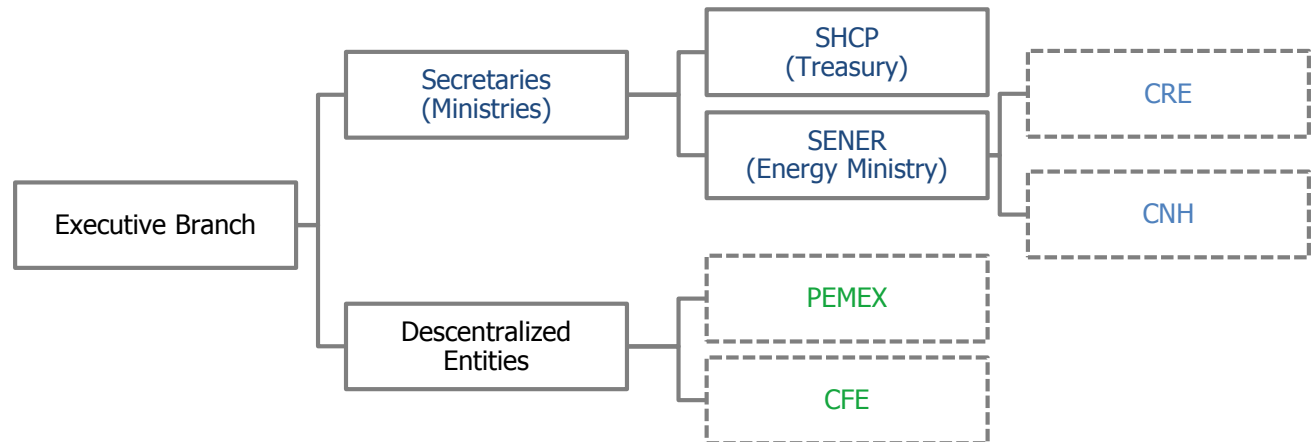 SHCP
(Treasury)
Secretaries
(Ministries)
CRE
SENER
(Energy Ministry)
Executive Branch
CNH
PEMEX
Descentralized
Entities
CFE